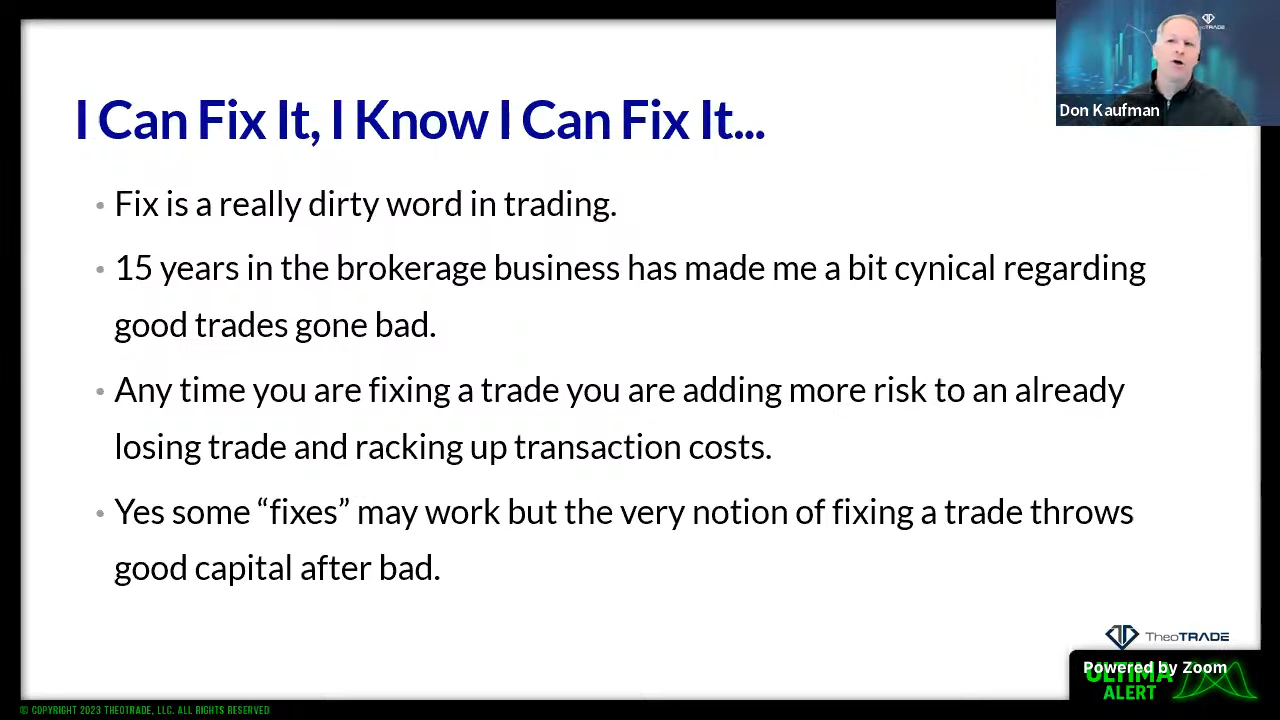 TRADE
Don Kaufman
I Can Fix It, I Know I Can Fix It...
• Fix is a really dirty word in trading.
• 15 years in the brokerage business has made me a bit cynical regarding
good trades gone bad.
• Any time you are fixing a trade you are adding more risk to an already
losing trade and racking up transaction costs.
• Yes some “fixes” may work but the very notion of fixing a trade throws
good capital after bad.
TheoTRADE
Powered by Zoom
ULTIMA
ALERT
© COPYRIGHT 2023 THEOTRADE, LLC. ALL RIGHTS RESERVED